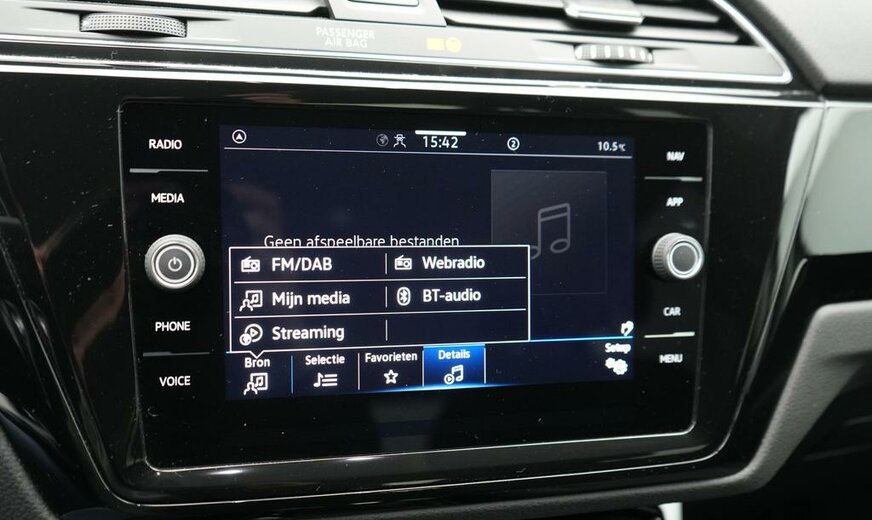 PASSENGER
AIR BAG
RADIO
MEDIA
PHONE
VOICE
15:42
2
10.5°C
Geen afspeelbare bestanden
FM/DAB
Webradio
Mijn media
BT-audio
Streaming
Bron
Selectie
Favorieten
Details
Setup
NAV
APP
CAR
MENU